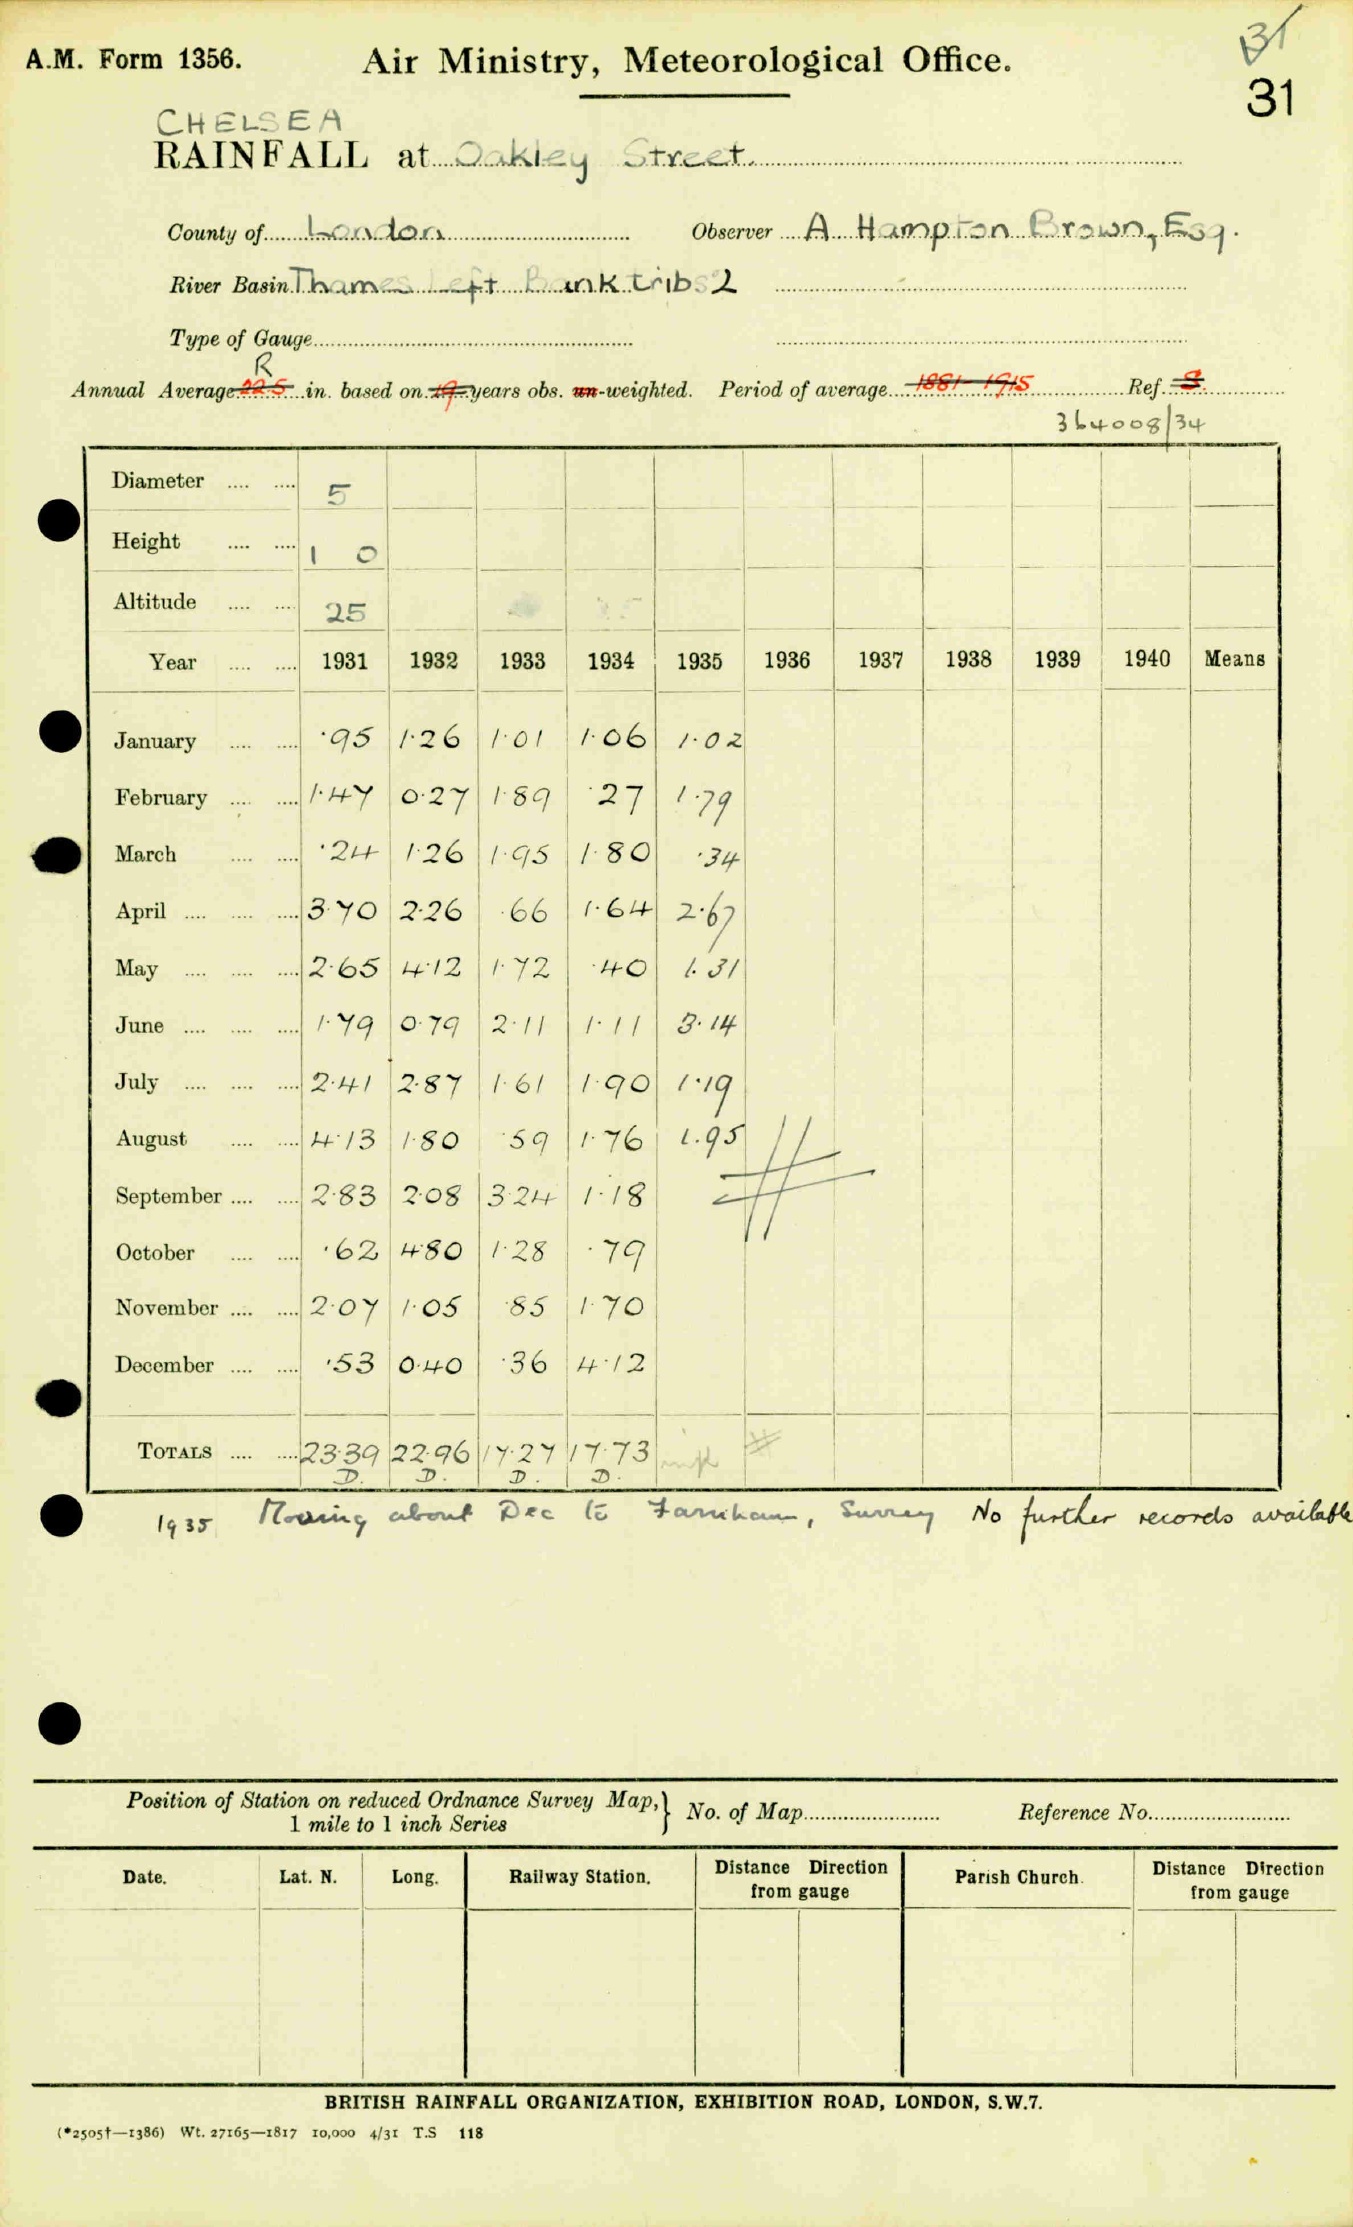 31
A.M. Form 1356. Air Ministry, Meteorological Office.
31
CHELSEA
RAINFALL at Oakley Street.
County of London Observer A Hampton Brown, Esq.
River Basin Thames Left Bank tribs 2
Type of Gauge
R
Annual Average 22.5 in. based on years obs. un-weighted. Period of average 1881-1915 Ref.
364008/34
Diameter 5
Height 1 0
Altitude 25
Year 1931 1932 1933 1934 1935 1936 1937 1938 1939 1940 Means
January ·95 1·26 1·01 1·06 1·02
February 1·47 0·27 1·89 ·27 1·79
March ·24 1·26 1·95 1·80 ·34
April 3·70 2·26 ·66 1·64 2·67
May 2·65 4·12 1·72 ·40 1·31
June 1·79 0·79 2·11 1·11 3·14
July 2·41 2·87 1·61 1·90 1·19
August 4·13 1·80 ·59 1·76 1·95
September 2·83 2·08 3·24 1·18
October ·62 4·80 1·28 ·79
November 2·07 1·05 ·85 1·70
December ·53 0·40 ·36 4·12
TOTALS 23·39 22·96 17·27 17·73
D. D. D. D.
1935 Moving about Dec to Farnham, Surrey No further records available
Position of Station on reduced Ordnance Survey Map, 1 mile to 1 inch Series } No. of Map Reference No.
Date. Lat. N. Long. Railway Station. Distance Direction from gauge Parish Church. Distance Direction from gauge
BRITISH RAINFALL ORGANIZATION, EXHIBITION ROAD, LONDON, S.W.7.
(*2505†—1386) Wt. 27165—1817 10,000 4/31 T.S 118